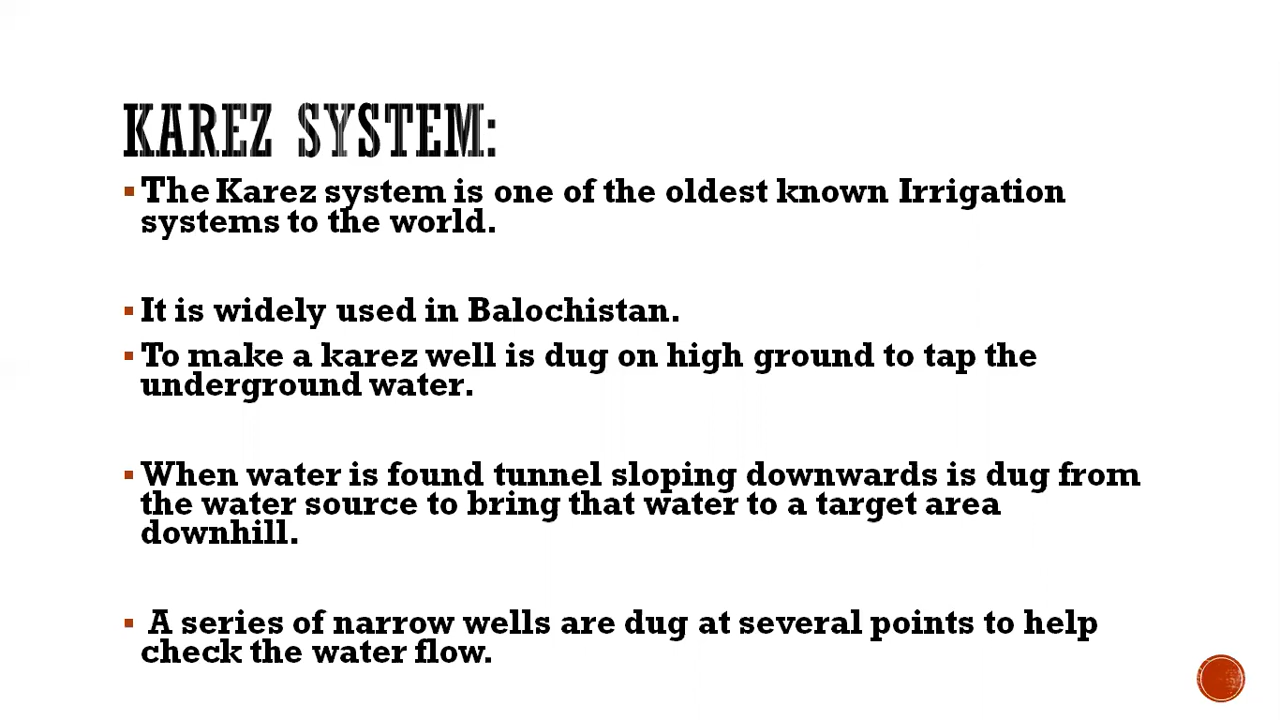 KAREZ SYSTEM:
The Karez system is one of the oldest known Irrigation
systems to the world.
It is widely used in Balochistan.
To make a karez well is dug on high ground to tap the
underground water.
When water is found tunnel sloping downwards is dug from
the water source to bring that water to a target area
downhill.
A series of narrow wells are dug at several points to help
check the water flow.